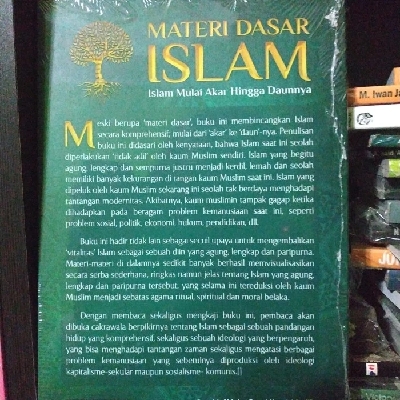 MATERI DASAR
ISLAM
Islam Mulai Akar Hingga Daunnya
Meski berupa 'materi dasar', buku ini membincangkan Islam
secara komprehensif; mulai dari 'akar' ke 'daun'-nya. Penulisan
buku ini didasari oleh kenyataan, bahwa Islam saat ini seolah
diperlakukan 'tidak adil' oleh kaum Muslim sendiri. Islam yang begitu
agung, lengkap dan sempurna justru menjadi kerdil, lemah dan seolah
memiliki banyak kekurangan di tangan kaum Muslim saat ini. Islam yang
dipeluk oleh kaum Muslim sekarang ini seolah tak berdaya menghadapi
tantangan modernitas. Akibatnya, kaum muslimin tampak gagap ketika
dihadapkan pada beragam problem kemanusiaan saat ini, seperti
problem sosial, politik, ekonomi, hukum, pendidikan, dll.
Buku ini hadir tidak lain sebagai secuil upaya untuk mengembalikan
'vitalitas' Islam sebagai sebuah diin yang agung, lengkap dan paripurna.
Materi-materi di dalamnya sedikit banyak berhasil memvisualisasikan
secara serba sederhana, ringkas namun jelas tentang Islam yang agung,
lengkap dan paripurna tersebut, yang selama ini tereduksi oleh kaum
Muslim menjadi sebatas agama ritual, spiritual dan moral belaka.
Dengan membaca sekaligus mengkaji buku ini, pembaca akan
dibuka cakrawala berpikirnya tentang Islam sebagai sebuah pandangan
hidup yang komprehensif, sekaligus sebuah ideologi yang berpengaruh,
yang bisa menghadapi tantangan zaman sekaligus mengatasi berbagai
problem kemanusiaan yang sebenarnya diproduksi oleh ideologi
kapitalisme-sekular maupun sosialisme- komunis.[]
M. Iwan Ja